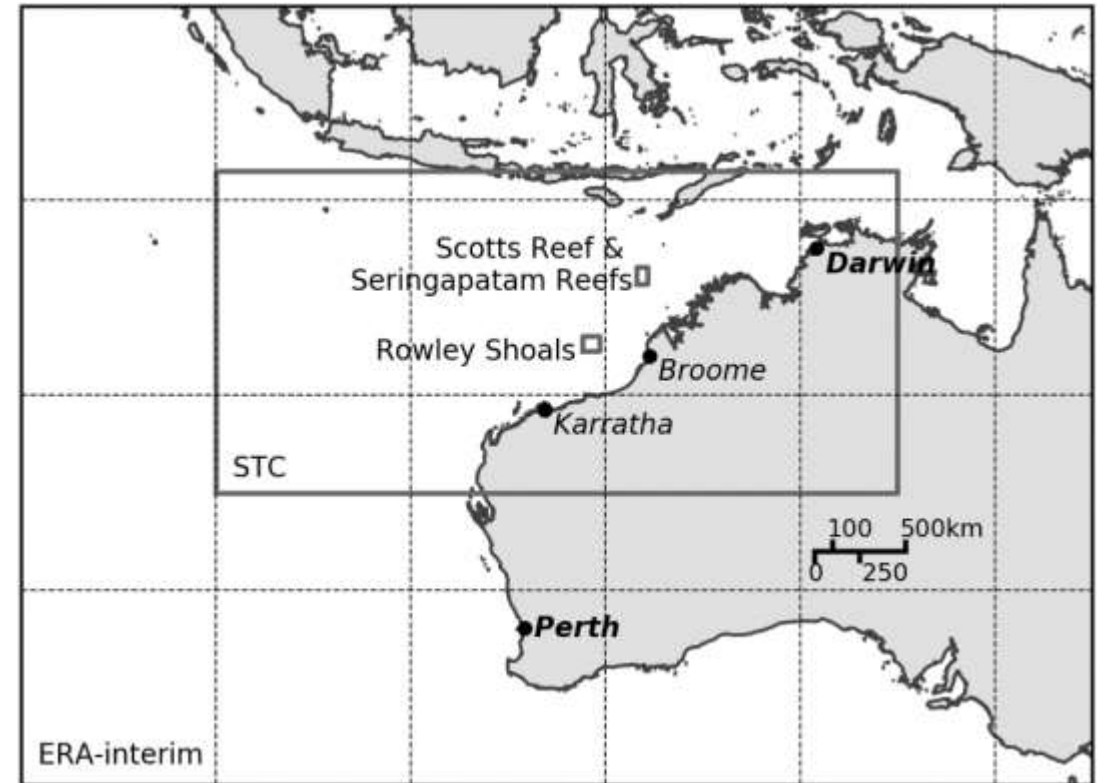 Scotts Reef &
Seringapatam Reefs
Darwin
Rowley Shoals
Broome
Karratha
STC
100 500km
0 250
Perth
ERA-interim